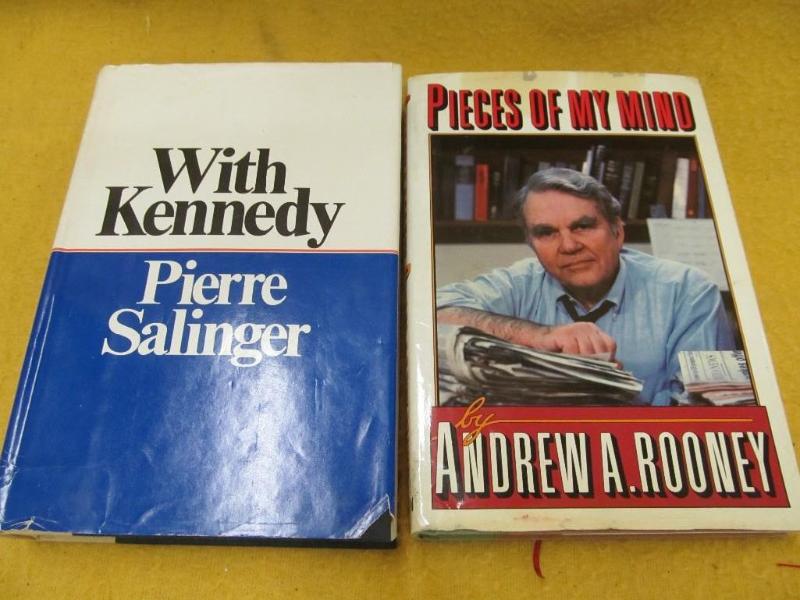 With
Kennedy
Pierre
Salinger
PIECES OF MY MIND
by
ANDREW A. ROONEY